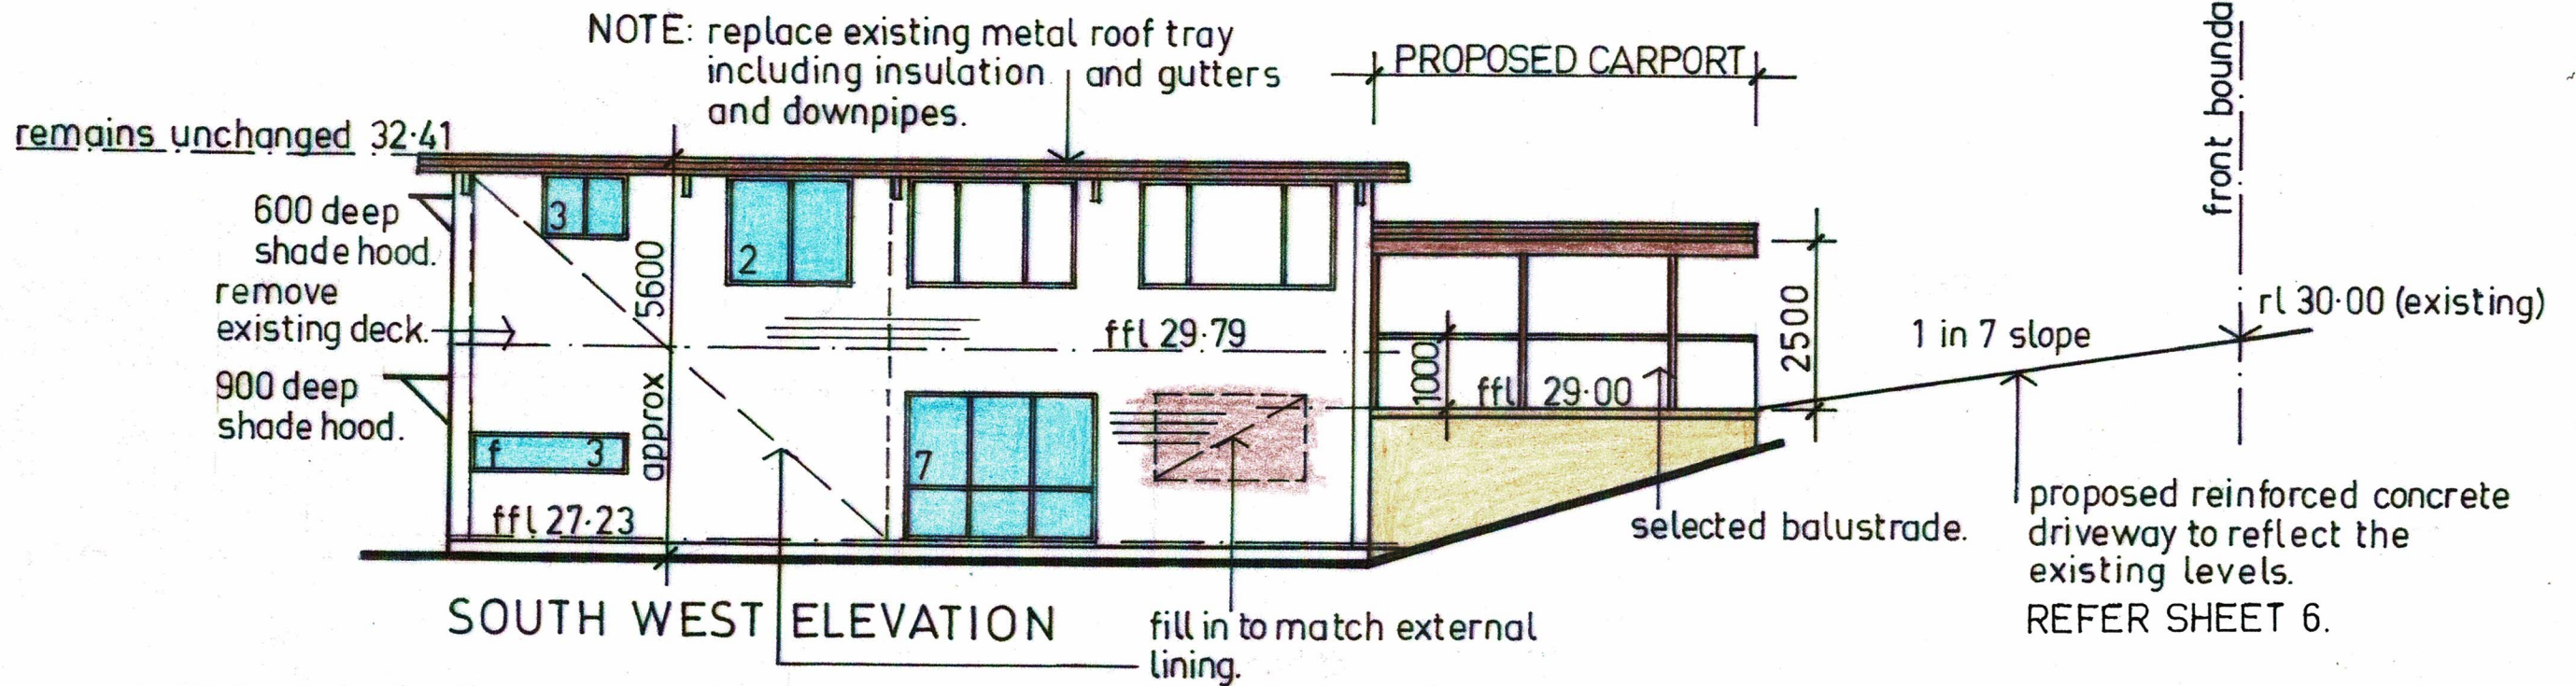 NOTE: replace existing metal roof tray
including insulation and gutters
and downpipes.
PROPOSED CARPORT
front bounda
remains unchanged 32·41
600 deep
shade hood.
remove
existing deck.
900 deep
shade hood.
3
2
5600
approx
ffl 29·79
f 3
7
ffl 27·23
1000
ffl 29·00
2500
1 in 7 slope
rl 30·00 (existing)
selected balustrade.
proposed reinforced concrete
driveway to reflect the
existing levels.
REFER SHEET 6.
SOUTH WEST ELEVATION
fill in to match external
lining.